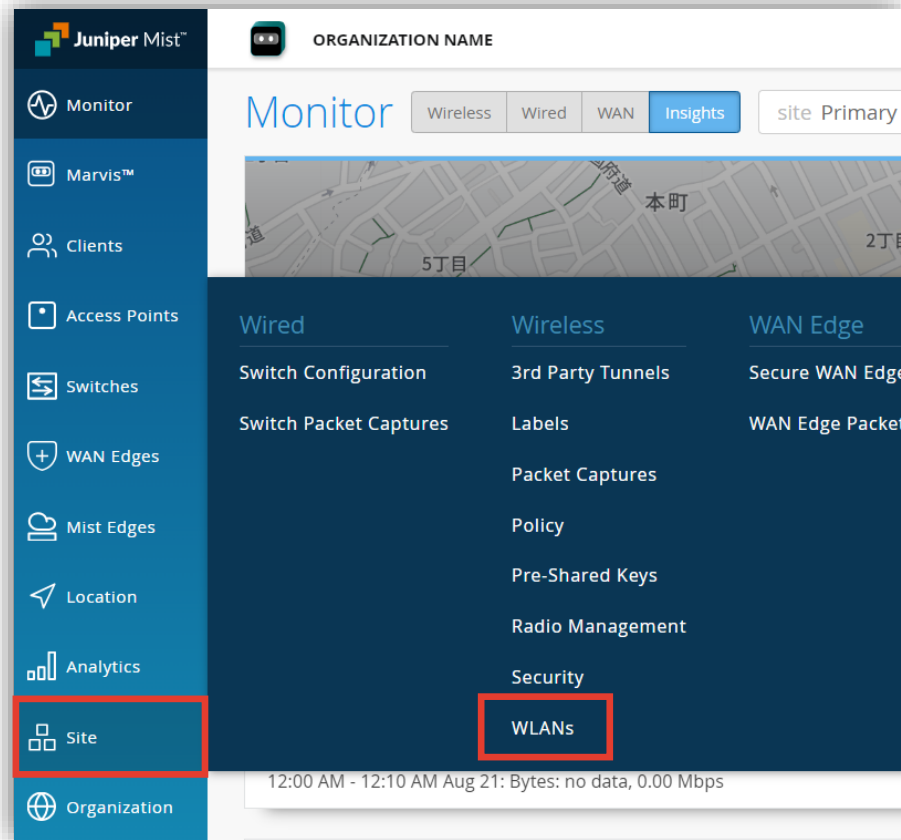 Juniper Mist™
ORGANIZATION NAME
Monitor
Marvis™
Clients
Access Points
Switches
WAN Edges
Mist Edges
Location
Analytics
Site
Organization
Monitor
Wireless
Wired
WAN
Insights
site Primary
府道
本町
道
5丁目
Wired
Switch Configuration
Switch Packet Captures
Wireless
3rd Party Tunnels
Labels
Packet Captures
Policy
Pre-Shared Keys
Radio Management
Security
WLANs
WAN Edge
Secure WAN Edge
WAN Edge Packet
12:00 AM - 12:10 AM Aug 21: Bytes: no data, 0.00 Mbps